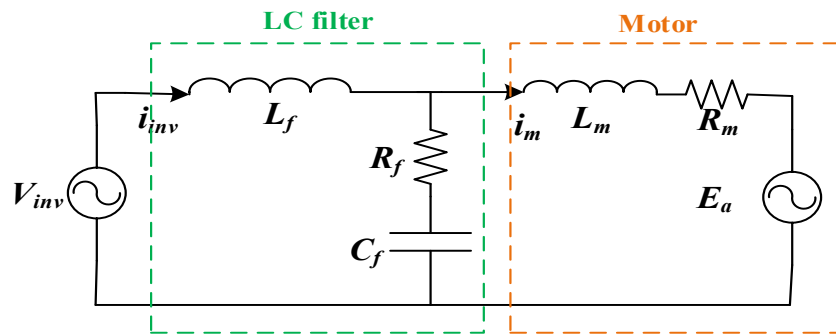 LC filter
Motor
i_inv
L_f
i_m
L_m
R_m
R_f
V_inv
E_a
C_f